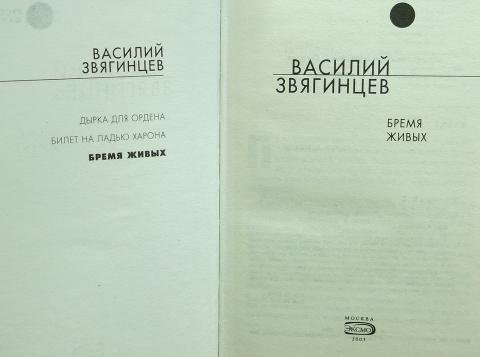 ВАСИЛИЙ
ЗВЯГИНЦЕВ
ДЫРКА ДЛЯ ОРДЕНА
БИЛЕТ НА ЛАДЬЮ ХАРОНА
БРЕМЯ ЖИВЫХ
ВАСИЛИЙ
ЗВЯГИНЦЕВ
БРЕМЯ
ЖИВЫХ
МОСКВА
ЭКСМО